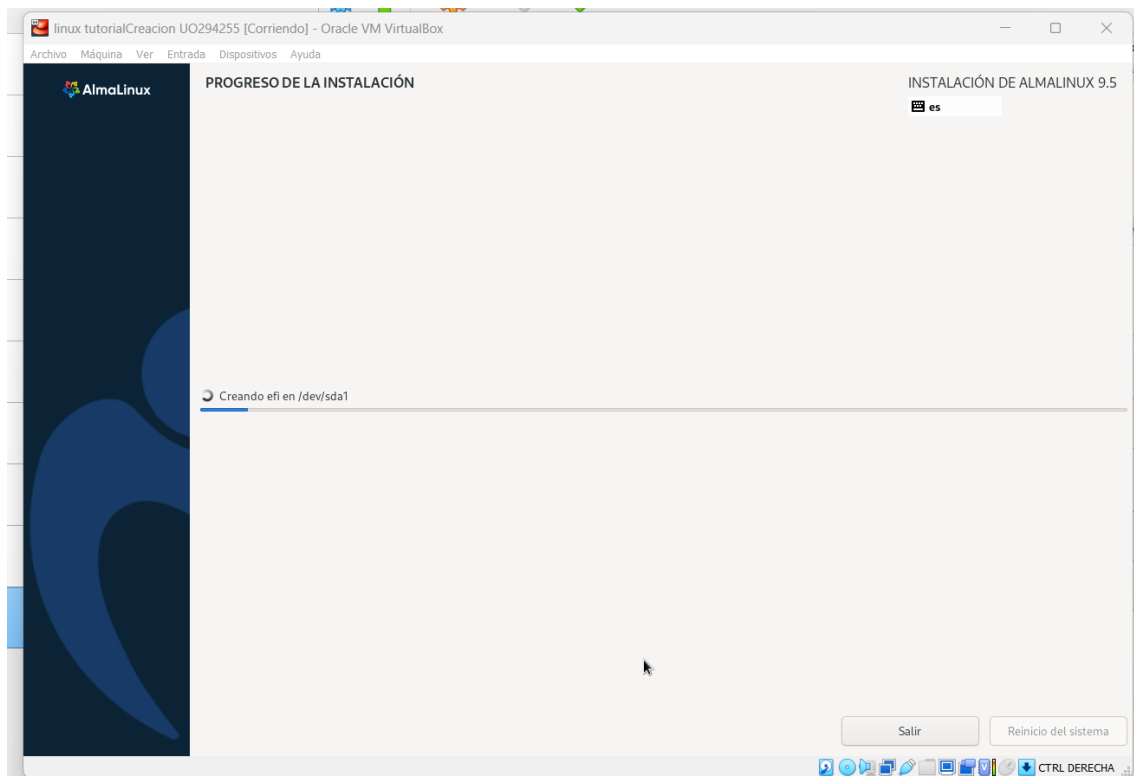 linux tutorialCreacion UO294255 [Corriendo] - Oracle VM VirtualBox
Archivo Máquina Ver Entrada Dispositivos Ayuda
AlmaLinux
PROGRESO DE LA INSTALACIÓN
INSTALACIÓN DE ALMALINUX 9.5
es
Creando efi en /dev/sda1
Salir
Reinicio del sistema
CTRL DERECHA